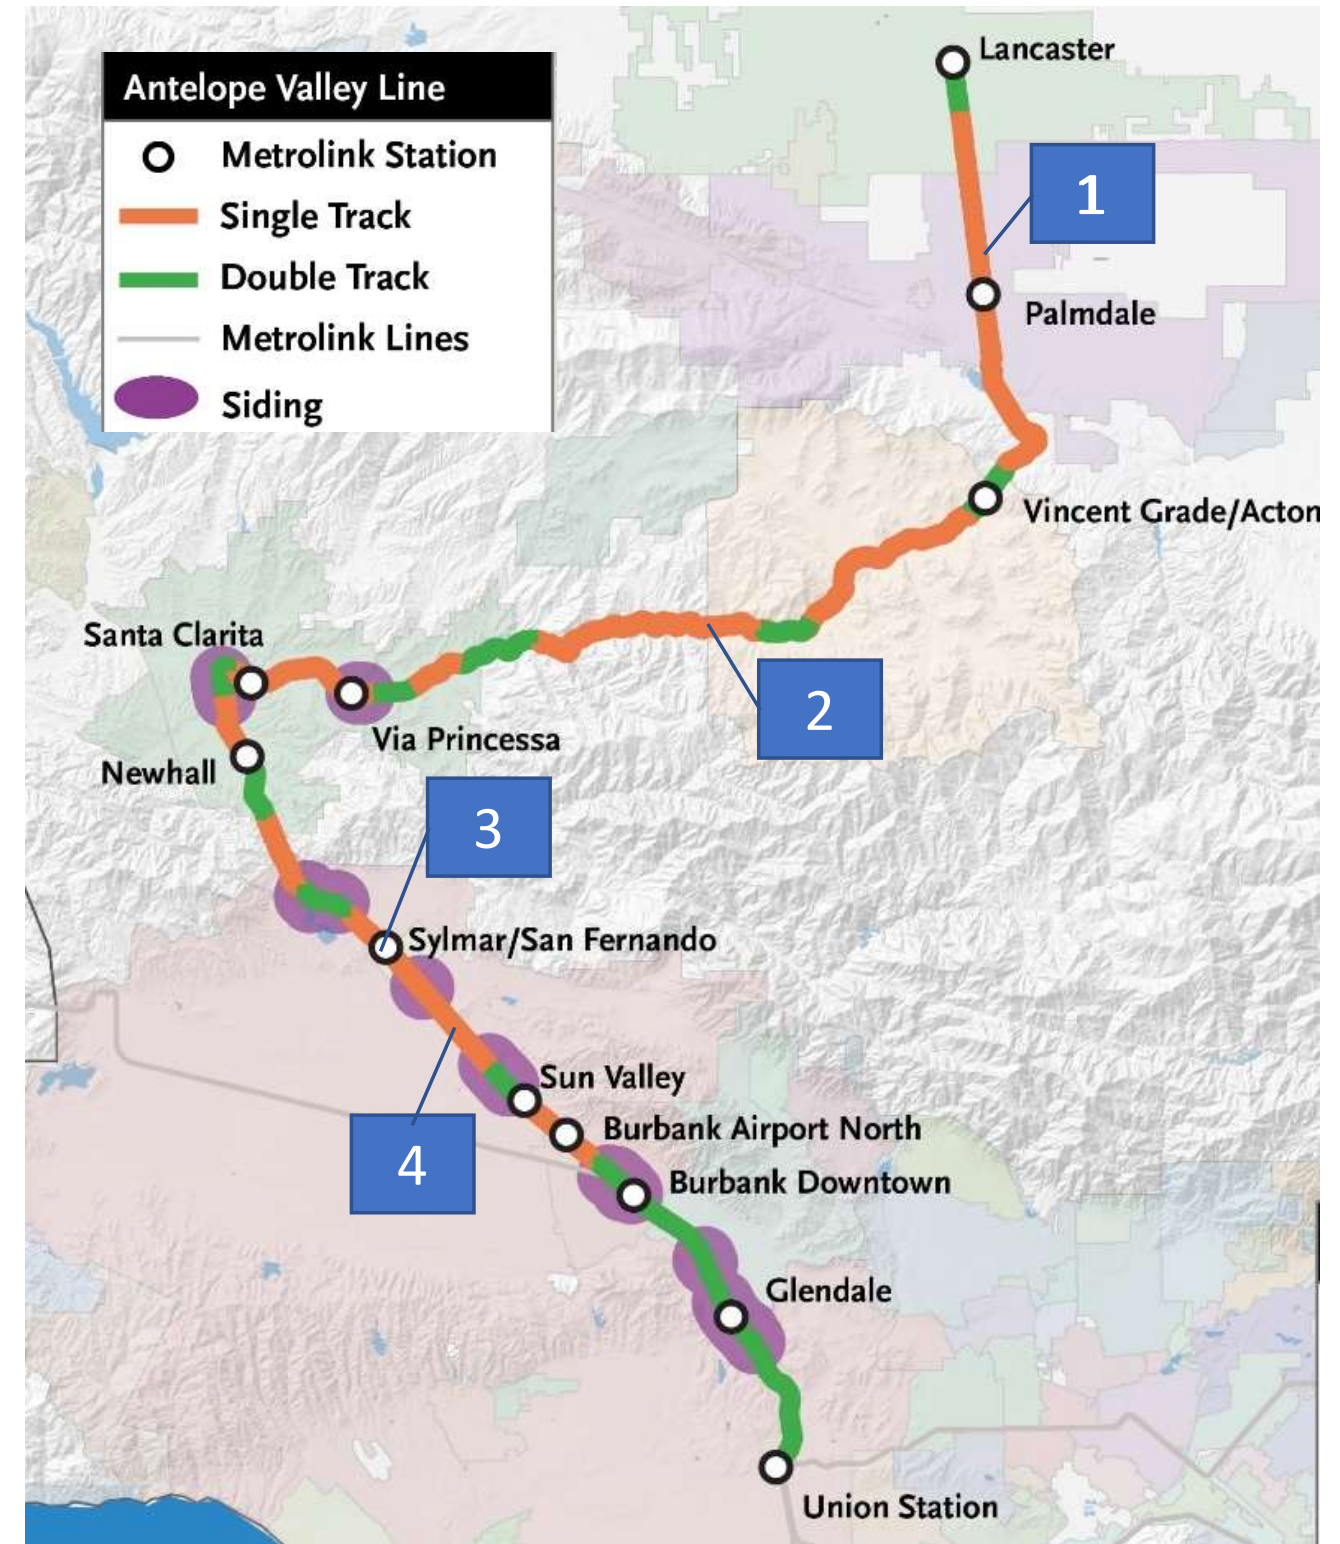 Antelope Valley Line
Metrolink Station
Single Track
Double Track
Metrolink Lines
Siding
Lancaster
1
Palmdale
Vincent Grade/Acton
Santa Clarita
2
Via Princessa
Newhall
3
Sylmar/San Fernando
Sun Valley
Burbank Airport North
4
Burbank Downtown
Glendale
Union Station